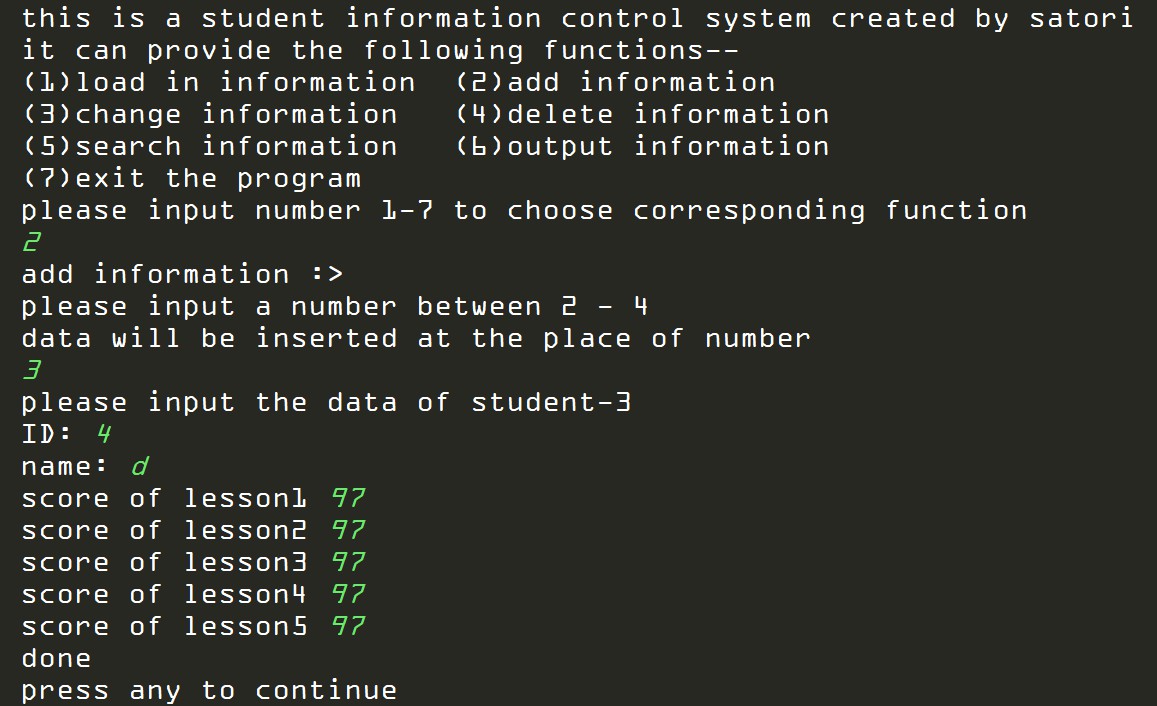 this is a student information control system created by satori
it can provide the following functions--
(1)load in information  (2)add information
(3)change information   (4)delete information
(5)search information   (6)output information
(7)exit the program
please input number 1-7 to choose corresponding function
2
add information :>
please input a number between 2 - 4
data will be inserted at the place of number
3
please input the data of student-3
ID: 4
name: d
score of lesson1 97
score of lesson2 97
score of lesson3 97
score of lesson4 97
score of lesson5 97
done
press any to continue